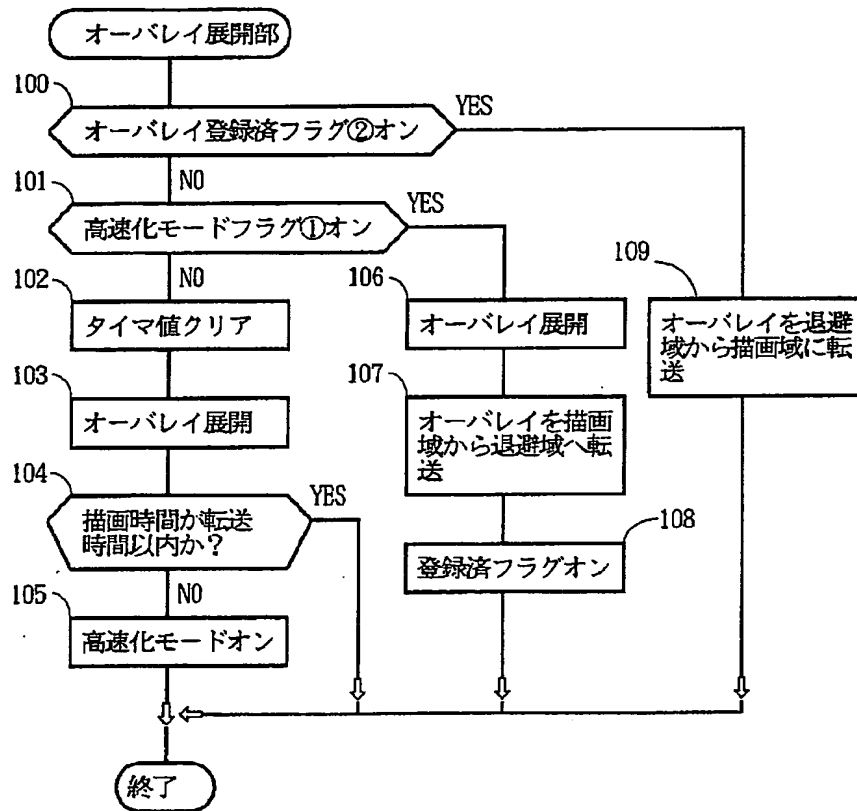 オーバレイ展開部
100
オーバレイ登録済フラグ②オン
YES
NO
101
高速化モードフラグ①オン
YES
NO
102
タイマ値クリア
106
オーバレイ展開
109
オーバレイを退避
域から描画域に転
送
103
オーバレイ展開
107
オーバレイを描画
域から退避域へ転
送
104
描画時間が転送
時間以内か?
YES
NO
108
登録済フラグオン
105
高速化モードオン
終了